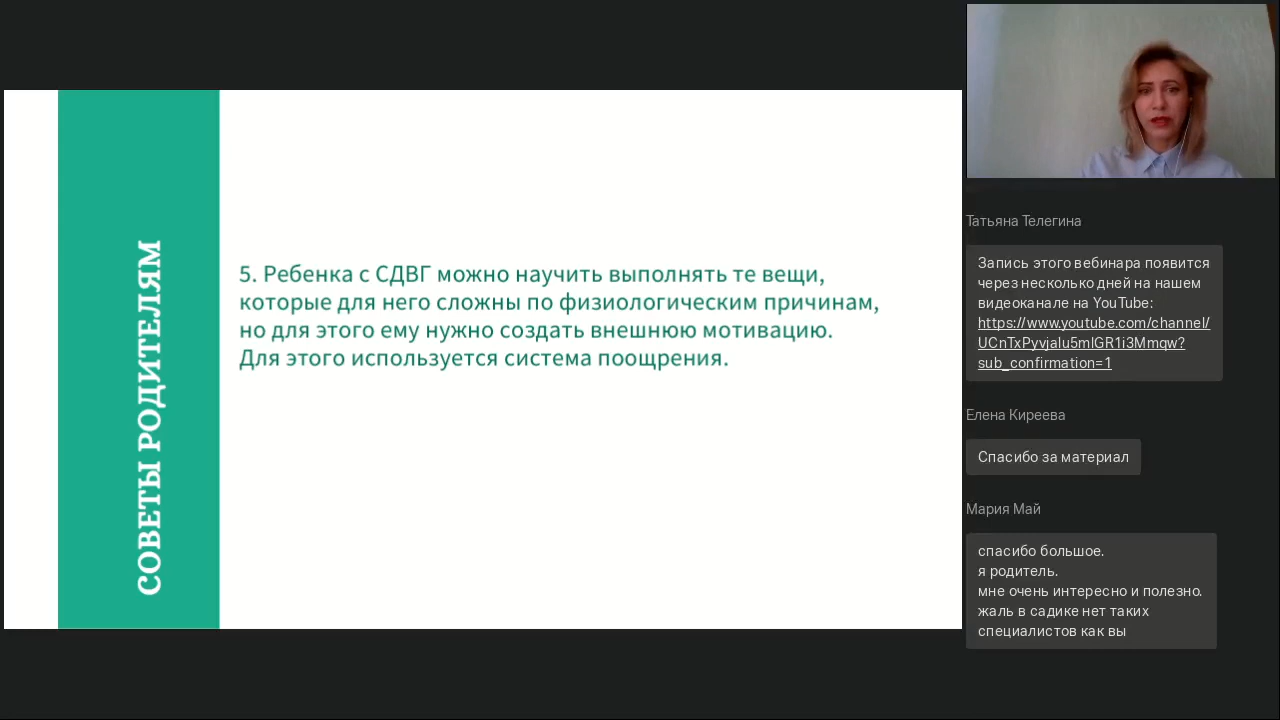 СОВЕТЫ РОДИТЕЛЯМ
5. Ребенка с СДВГ можно научить выполнять те вещи,
которые для него сложны по физиологическим причинам,
но для этого ему нужно создать внешнюю мотивацию.
Для этого используется система поощрения.
Татьяна Телегина
Запись этого вебинара появится
через несколько дней на нашем
видеоканале на YouTube:
https://www.youtube.com/channel/
UCnTxPyvjalu5mlGR1i3Mmqw?
sub_confirmation=1
Елена Киреева
Спасибо за материал
Мария Май
спасибо большое.
я родитель.
мне очень интересно и полезно.
жаль в садике нет таких
специалистов как вы